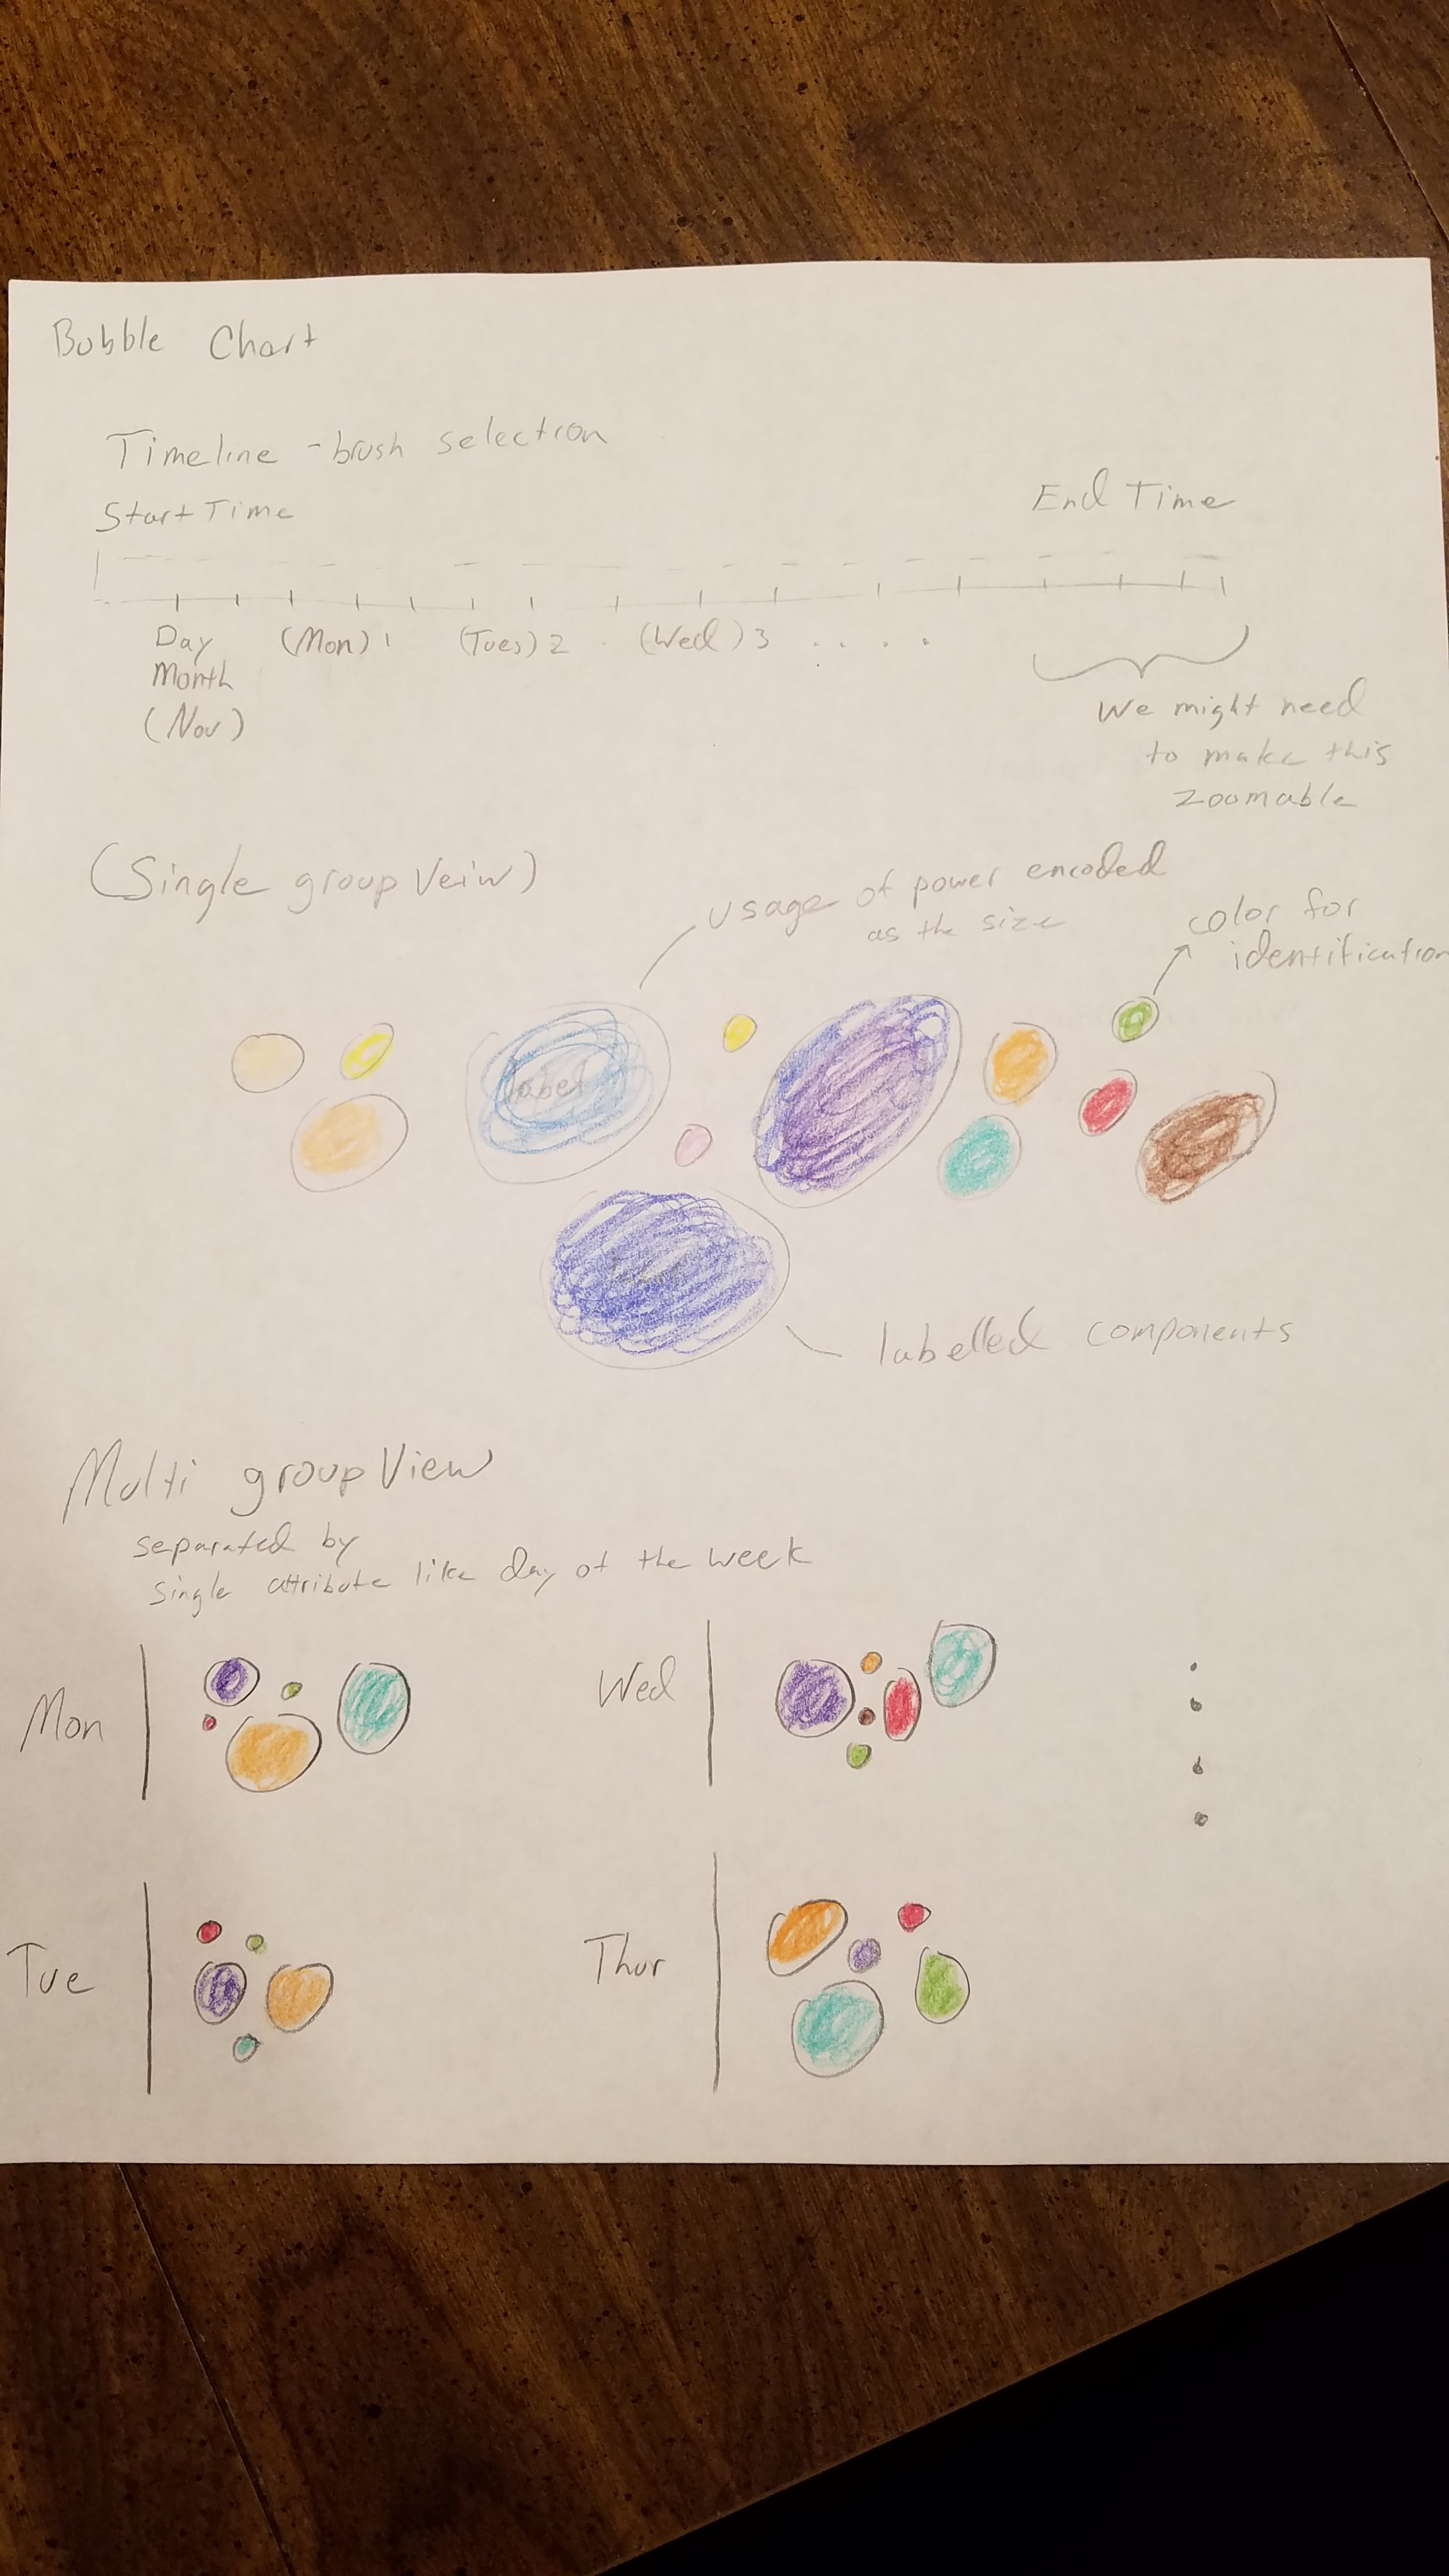 Bubble Chart
Timeline - brush selection
Start Time
End Time
Day (Mon) 1 (Tues) 2 . (Wed) 3 . . . .
Month
(Nov)
We might need
to make this
zoomable
(Single group Veiw)
usage of power encoded
as the size
color for
identification
label
labelled components
Multi group View
separated by
single attribute like day of the week
Mon
Wed
Tue
Thur